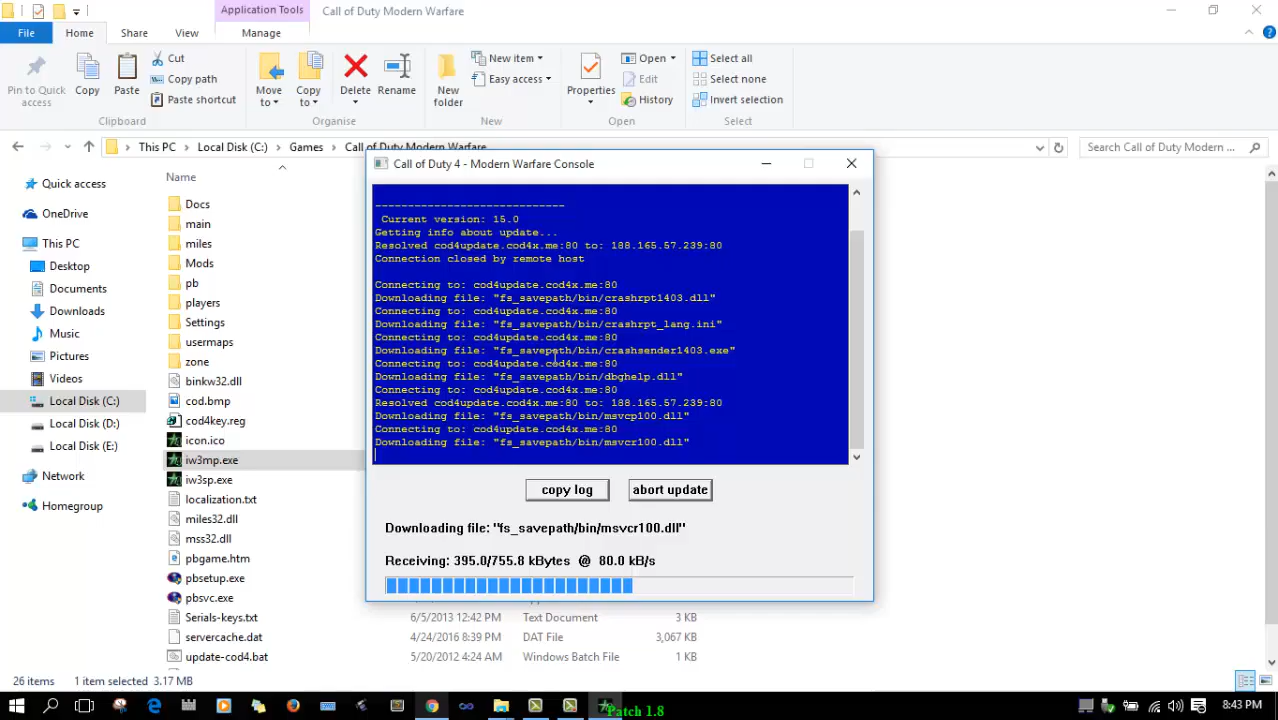 Application Tools
Call of Duty Modern Warfare
File
Home
Share
View
Manage
Pin to Quick access
Copy
Paste
Cut
Copy path
Paste shortcut
Clipboard
Move to
Copy to
Delete
Rename
Organise
New folder
New item
Easy access
New
Properties
Open
Edit
History
Open
Select all
Select none
Invert selection
Select
This PC
Local Disk (C:)
Games
Call of Duty Modern Warfare
Search Call of Duty Modern ...
Quick access
OneDrive
This PC
Desktop
Documents
Downloads
Music
Pictures
Videos
Local Disk (C:)
Local Disk (D:)
Local Disk (E:)
Network
Homegroup
Name
Docs
main
miles
Mods
pb
players
Settings
usermaps
zone
binkw32.dll
cod.bmp
cod4key.reg
icon.ico
iw3mp.exe
iw3sp.exe
localization.txt
miles32.dll
mss32.dll
pbgame.htm
pbsetup.exe
pbsvc.exe
Serials-keys.txt
6/5/2013 12:42 PM
Text Document
3 KB
servercache.dat
4/24/2016 8:39 PM
DAT File
3,067 KB
update-cod4.bat
5/20/2012 4:24 AM
Windows Batch File
1 KB
Call of Duty 4 - Modern Warfare Console
-----------------------------
Current version: 15.0
Getting info about update...
Resolved cod4update.cod4x.me:80 to: 188.165.57.239:80
Connection closed by remote host
Connecting to: cod4update.cod4x.me:80
Downloading file: "fs_savepath/bin/crashrpt1403.dll"
Connecting to: cod4update.cod4x.me:80
Downloading file: "fs_savepath/bin/crashrpt_lang.ini"
Connecting to: cod4update.cod4x.me:80
Downloading file: "fs_savepath/bin/crashsender1403.exe"
Connecting to: cod4update.cod4x.me:80
Downloading file: "fs_savepath/bin/dbghelp.dll"
Connecting to: cod4update.cod4x.me:80
Resolved cod4update.cod4x.me:80 to: 188.165.57.239:80
Downloading file: "fs_savepath/bin/msvcp100.dll"
Connecting to: cod4update.cod4x.me:80
Downloading file: "fs_savepath/bin/msvcr100.dll"
copy log
abort update
Downloading file: "fs_savepath/bin/msvcr100.dll"
Receiving: 395.0/755.8 kBytes @ 80.0 kB/s
26 items
1 item selected 3.17 MB
Patch 1.8
8:43 PM